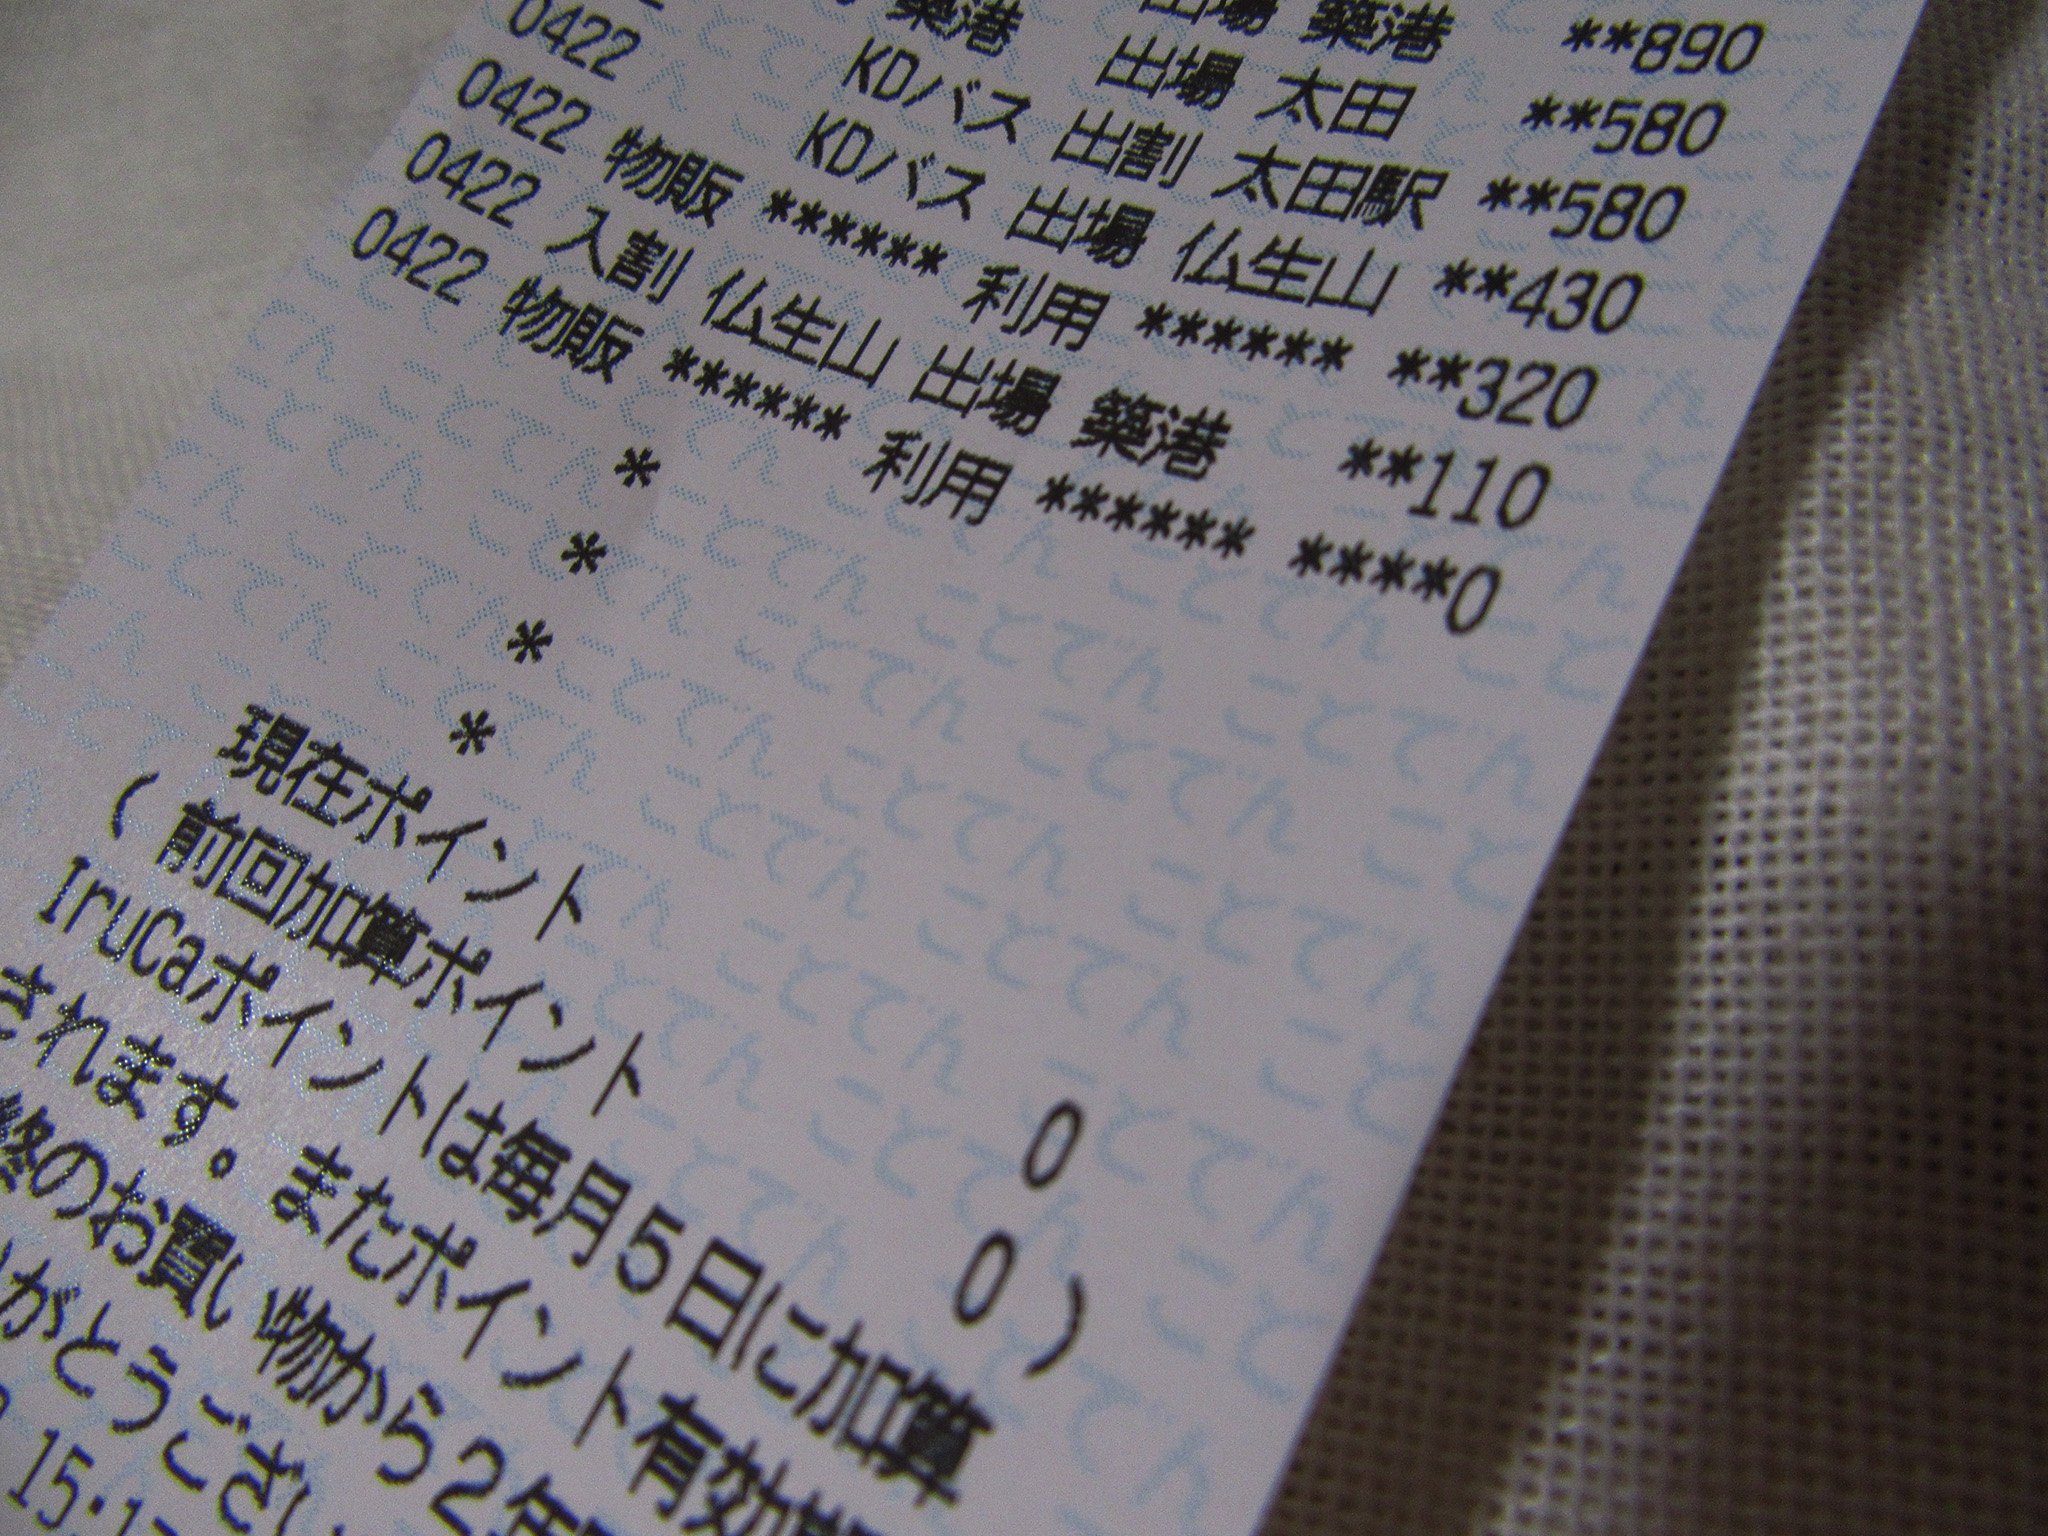 出場 築港 **890
築港 出場 太田 **580
KDバス 出割 太田駅 **580
0422 KDバス 出場 仏生山 **430
0422 物販 ****** 利用 ****** **320
0422 入割 仏生山 出場 築港 **110
0422 物販 ****** 利用 ****** ****0
*
*
*
*
現在ポイント 0
( 前回加算ポイント 0 )
IruCaポイントは毎月5日に加算
されます。またポイント有効
終のお買い物から2年
がとうござい
15.1